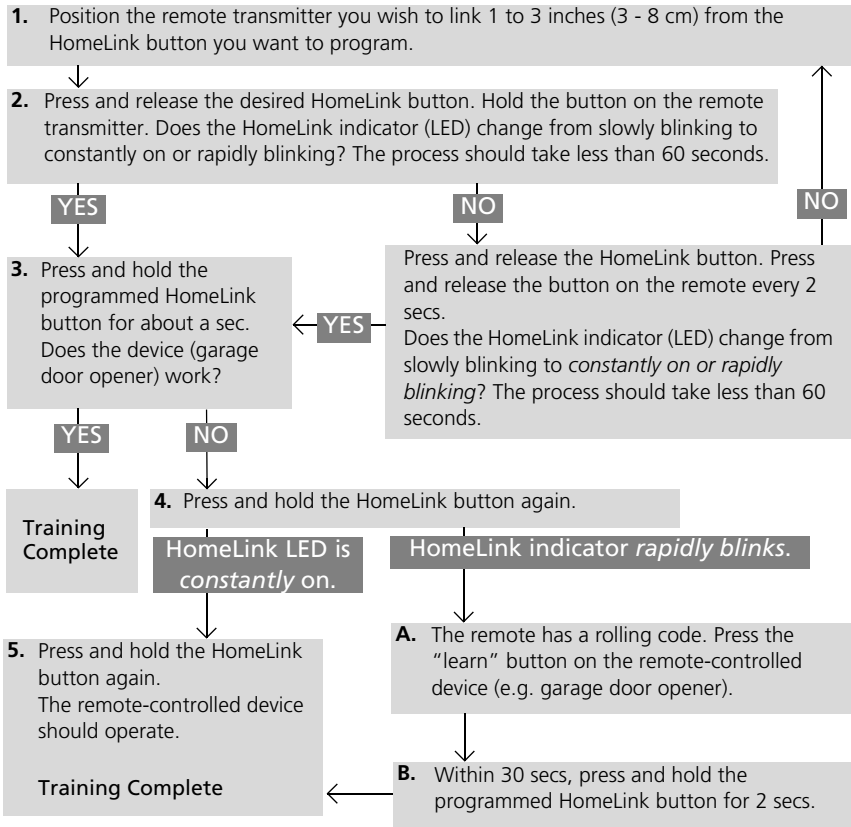 1. Position the remote transmitter you wish to link 1 to 3 inches (3 - 8 cm) from the
HomeLink button you want to program.
2. Press and release the desired HomeLink button. Hold the button on the remote
transmitter. Does the HomeLink indicator (LED) change from slowly blinking to
constantly on or rapidly blinking? The process should take less than 60 seconds.
YES
NO
NO
3. Press and hold the
programmed HomeLink
button for about a sec.
Does the device (garage
door opener) work?
YES
Press and release the HomeLink button. Press
and release the button on the remote every 2
secs.
Does the HomeLink indicator (LED) change from
slowly blinking to constantly on or rapidly
blinking? The process should take less than 60
seconds.
YES
NO
Training
Complete
4. Press and hold the HomeLink button again.
HomeLink LED is
constantly on.
HomeLink indicator rapidly blinks.
5. Press and hold the HomeLink
button again.
The remote-controlled device
should operate.
Training Complete
A. The remote has a rolling code. Press the
“learn” button on the remote-controlled
device (e.g. garage door opener).
B. Within 30 secs, press and hold the
programmed HomeLink button for 2 secs.